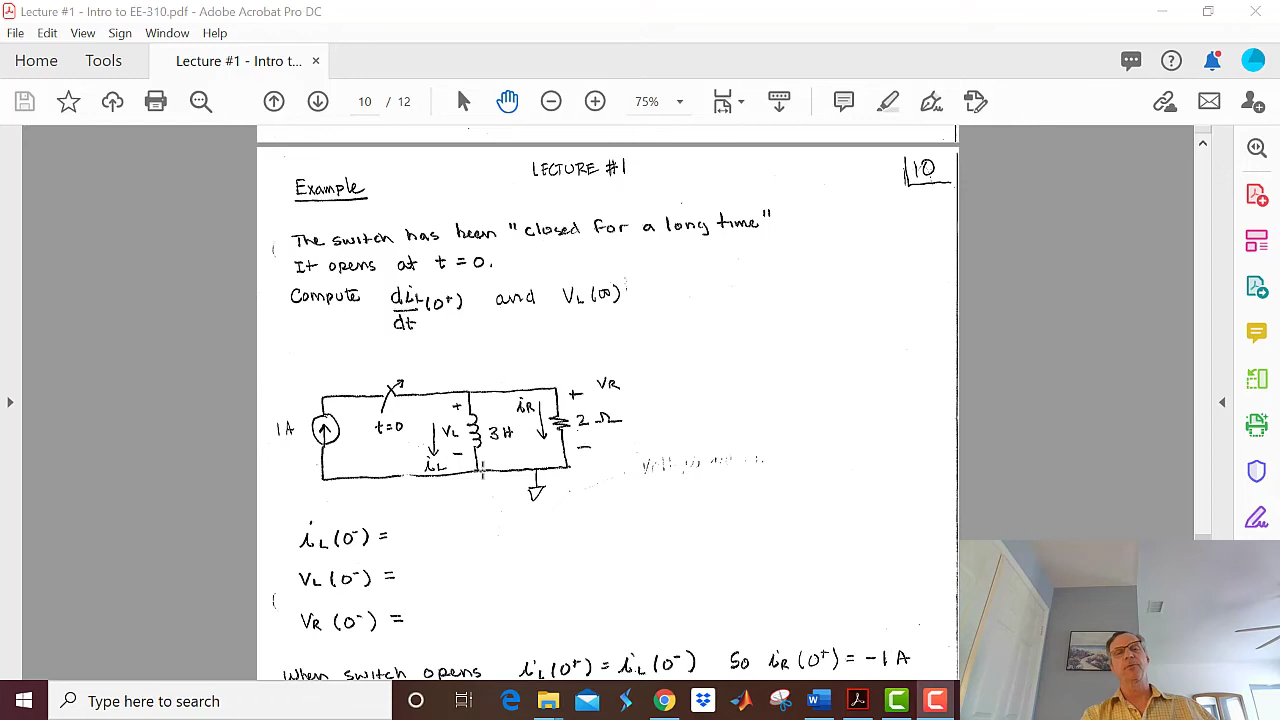 Lecture #1 - Intro to EE-310.pdf - Adobe Acrobat Pro DC
File Edit View Sign Window Help
Home Tools Lecture #1 - Intro t... ×
10 / 12 75%
LECTURE #1
10
Example
The switch has been "closed for a long time"
It opens at t = 0.
Compute diL/dt (0+) and VL(∞)
VR
+
1A
t=0
+
VL
-
iL
3H
iR
2 Ω
-
iL(0-) =
VL(0-) =
VR(0-) =
When switch opens iL(0+) = iL(0-) So iR(0+) = -1A
Type here to search